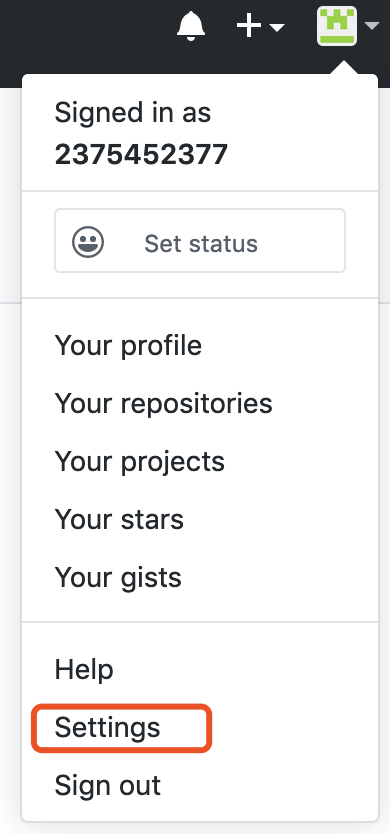 Signed in as
2375452377
Set status
Your profile
Your repositories
Your projects
Your stars
Your gists
Help
Settings
Sign out